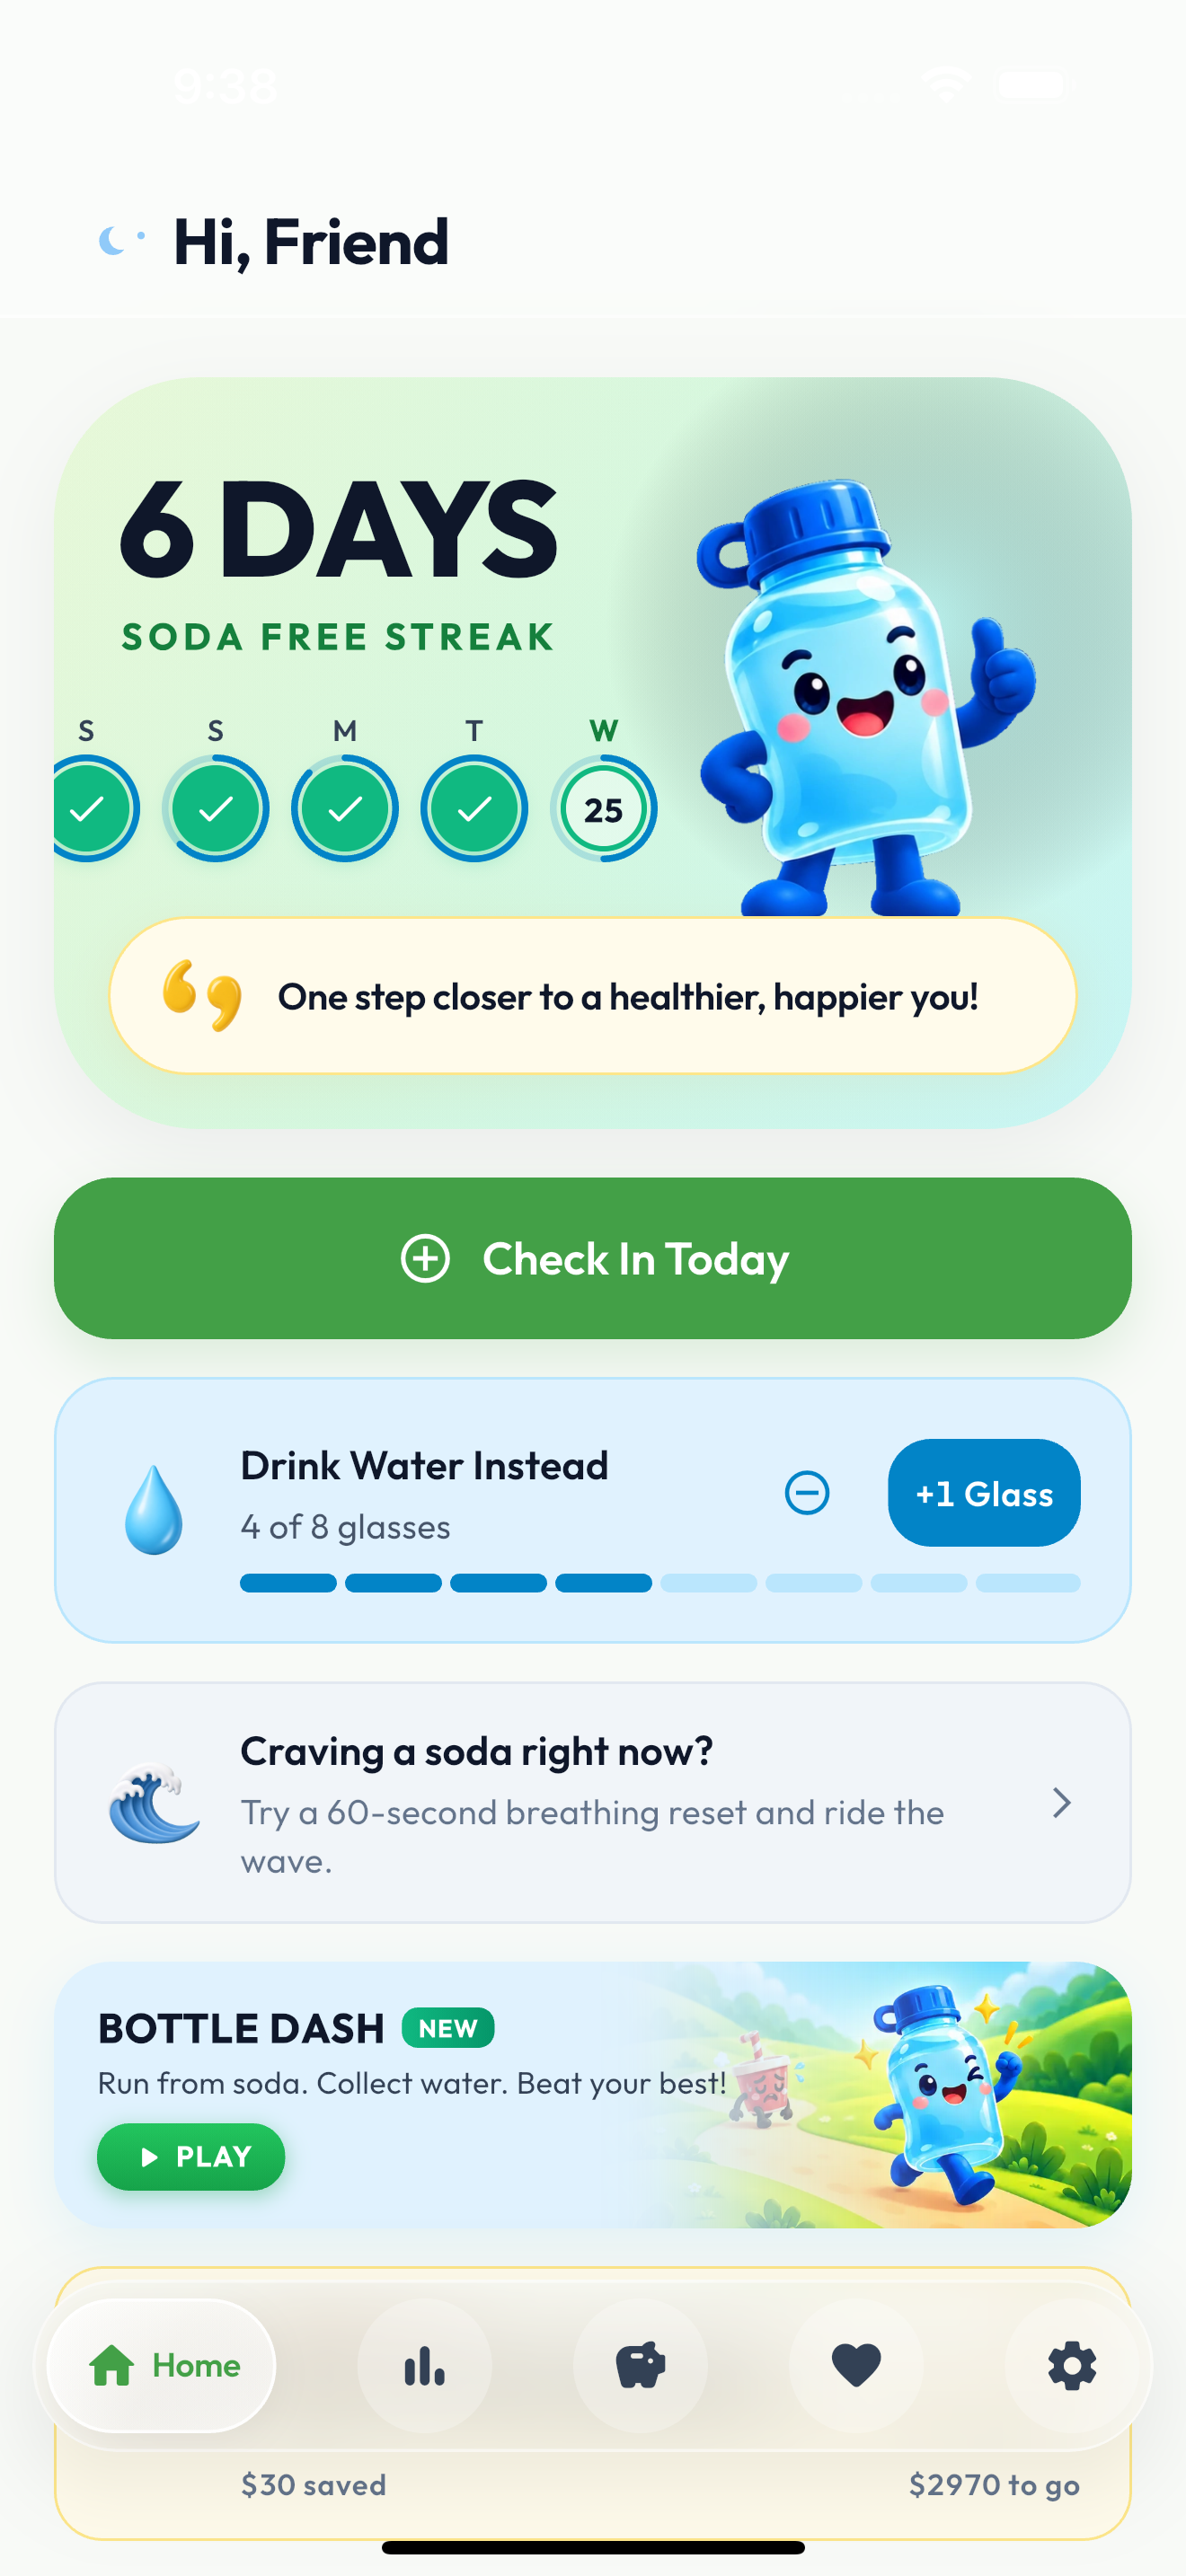 9:38
Hi, Friend
6 DAYS
SODA FREE STREAK
S S M T W
25
One step closer to a healthier, happier you!
Check In Today
Drink Water Instead
4 of 8 glasses
+1 Glass
Craving a soda right now?
Try a 60-second breathing reset and ride the
wave.
BOTTLE DASH NEW
Run from soda. Collect water. Beat your best!
PLAY
Home
$30 saved $2970 to go